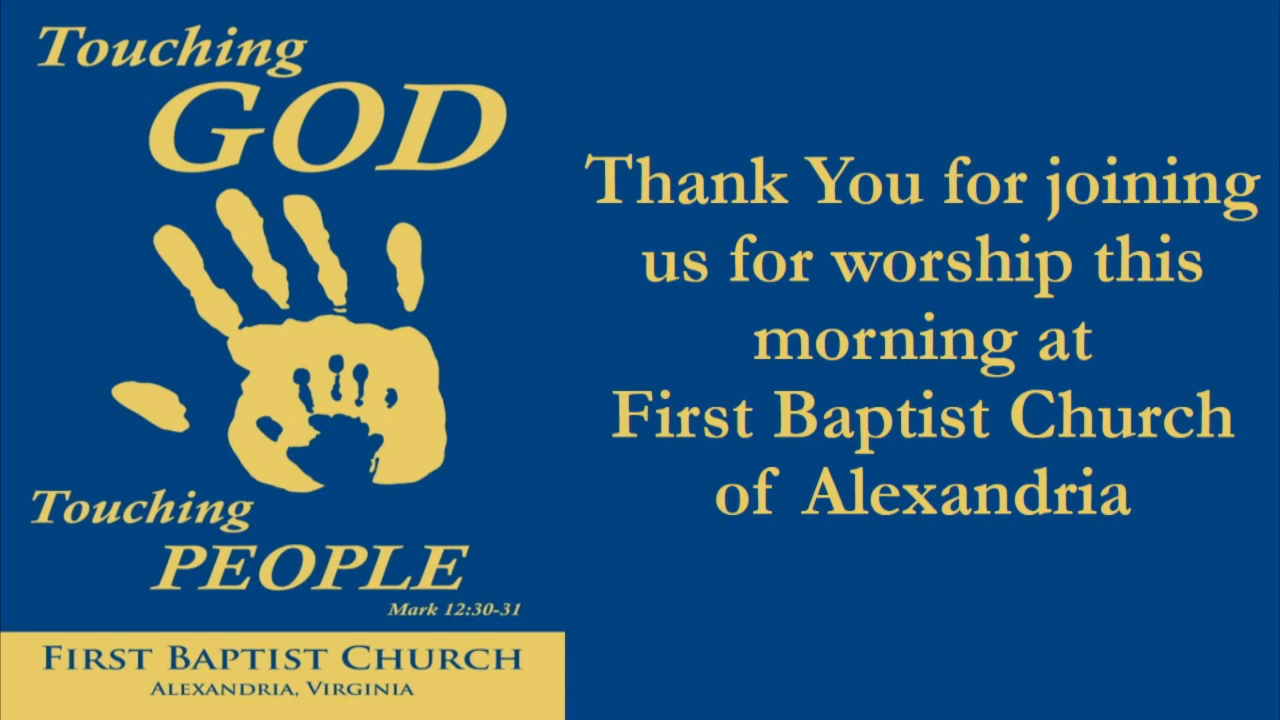 Touching
GOD
Touching
PEOPLE
Mark 12:30-31
FIRST BAPTIST CHURCH
ALEXANDRIA, VIRGINIA
Thank You for joining
us for worship this
morning at
First Baptist Church
of Alexandria